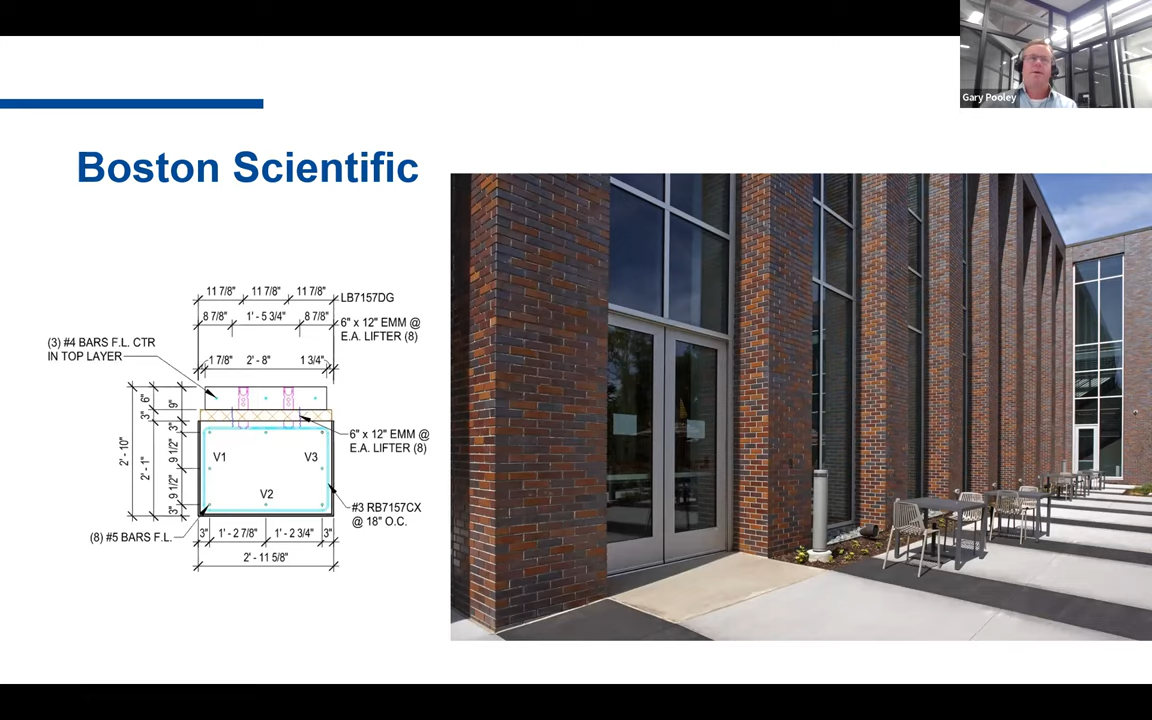 Gary Pooley
Boston Scientific
11 7/8" 11 7/8" 11 7/8" LB7157DG
8 7/8" 1' - 5 3/4" 8 7/8" 6" x 12" EMM @
E.A. LIFTER (8)
(3) #4 BARS F.L. CTR
IN TOP LAYER
1 7/8" 2' - 8" 1 3/4"
6" 9"
3" 3"
2' - 10" 2' - 1" 9 1/2" 9 1/2" 3"
6" x 12" EMM @
E.A. LIFTER (8)
V1 V3
V2
#3 RB7157CX
@ 18" O.C.
(8) #5 BARS F.L.
3" 1' - 2 7/8" 1' - 2 3/4" 3"
2' - 11 5/8"